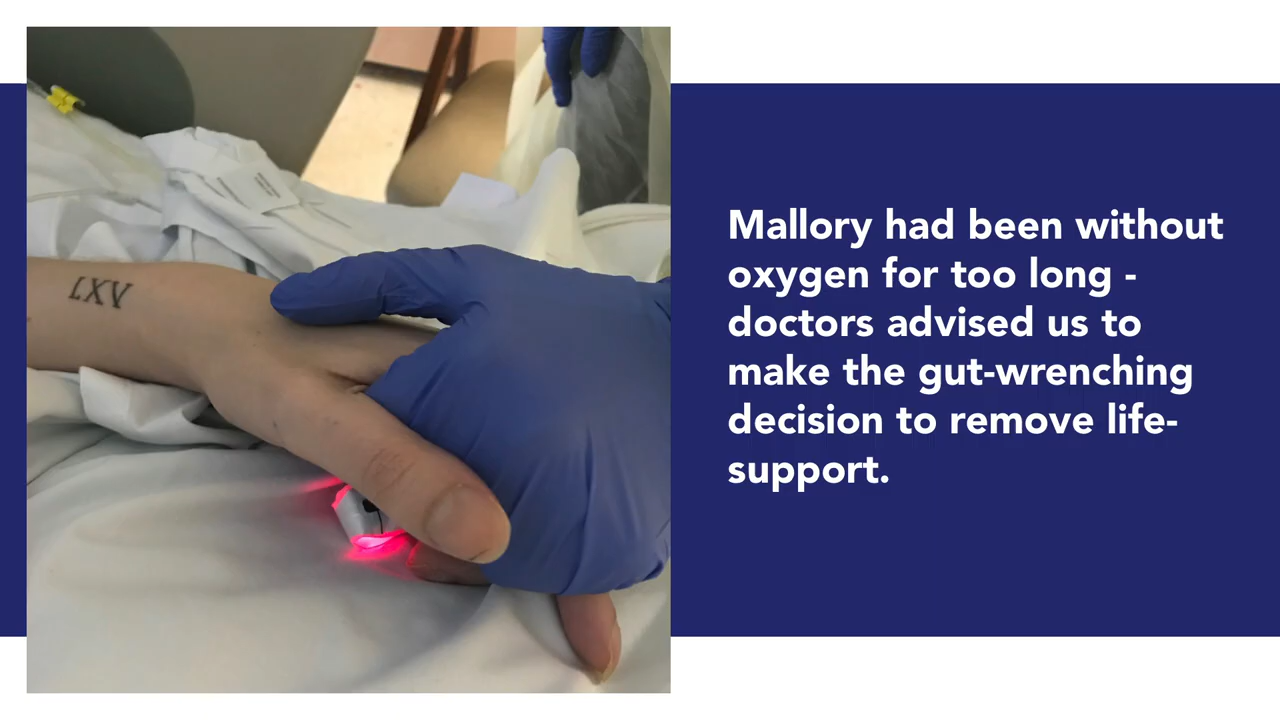 LXV
Mallory had been without
oxygen for too long -
doctors advised us to
make the gut-wrenching
decision to remove life-
support.